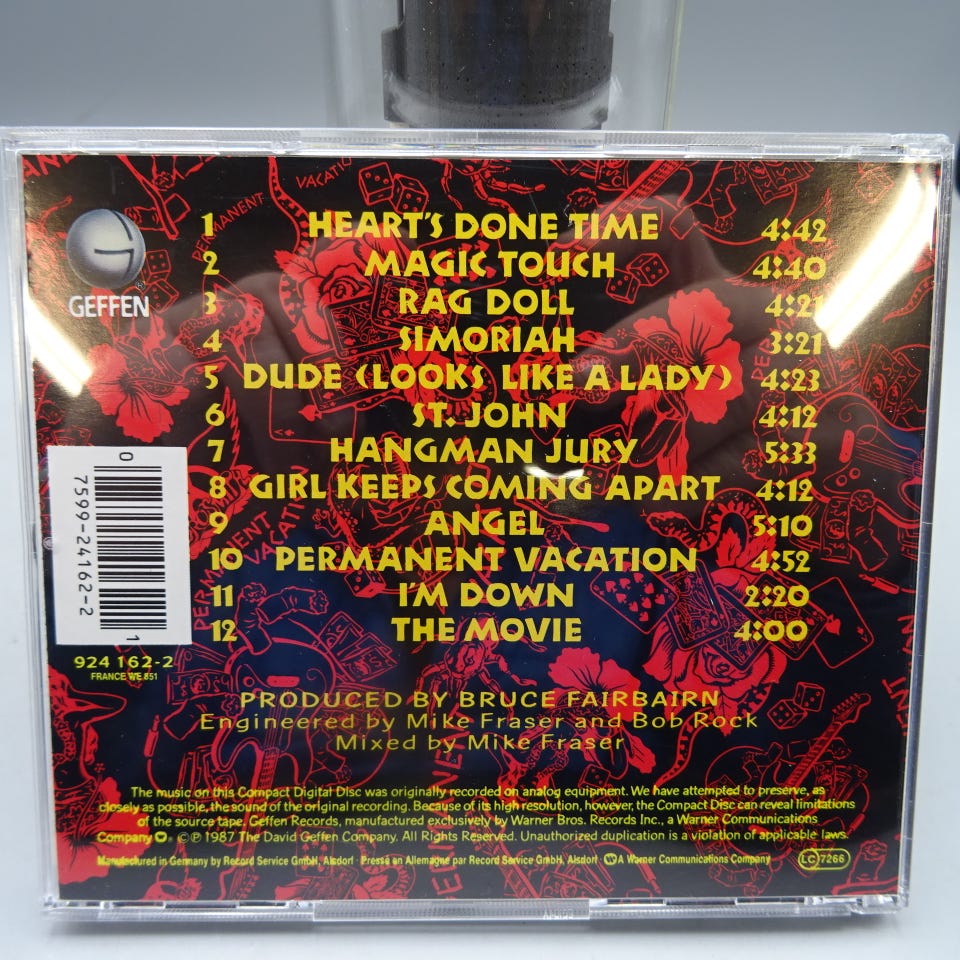 GEFFEN
1 HEART'S DONE TIME 4:42
2 MAGIC TOUCH 4:40
3 RAG DOLL 4:21
4 SIMORIAH 3:21
5 DUDE (LOOKS LIKE A LADY) 4:23
6 ST. JOHN 4:12
7 HANGMAN JURY 5:33
8 GIRL KEEPS COMING APART 4:12
9 ANGEL 5:10
10 PERMANENT VACATION 4:52
11 I'M DOWN 2:20
12 THE MOVIE 4:00
0
7599-24162-2
1
924 162-2
FRANCE WE 851
PERMANENT VACATION
PERMANENT VACATION
PRODUCED BY BRUCE FAIRBAIRN
Engineered by Mike Fraser and Bob Rock
Mixed by Mike Fraser
The music on this Compact Digital Disc was originally recorded on analog equipment. We have attempted to preserve, as
closely as possible, the sound of the original recording. Because of its high resolution, however, the Compact Disc can reveal limitations
of the source tape. Geffen Records, manufactured exclusively by Warner Bros. Records Inc., a Warner Communications
Company. ©℗ 1987 The David Geffen Company. All Rights Reserved. Unauthorized duplication is a violation of applicable laws.
Manufactured in Germany by Record Service GmbH, Alsdorf · Pressé en Allemagne par Record Service GmbH, Alsdorf A Warner Communications Company
LC 7266